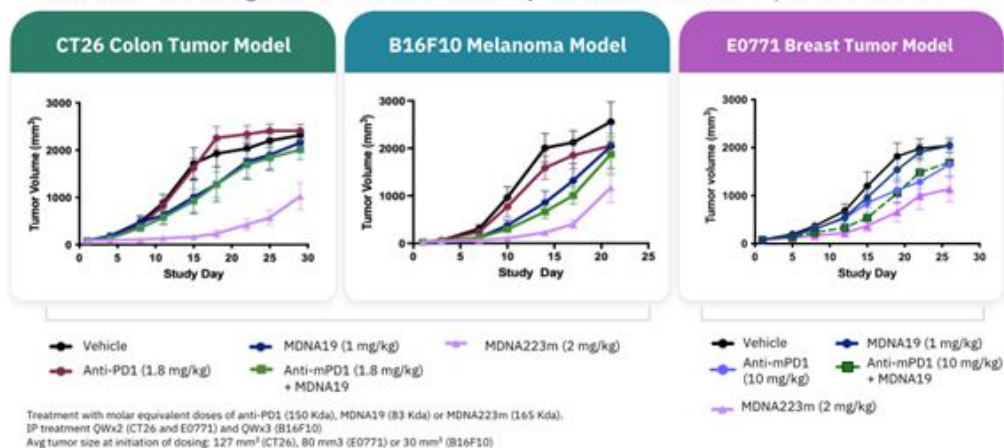 CT26 Colon Tumor Model
Tumor Volume (mm³)
3000
2000
1000
0
0 5 10 15 20 25 30
Study Day
B16F10 Melanoma Model
Tumor Volume (mm³)
3000
2000
1000
0
0 5 10 15 20 25
Study Day
E0771 Breast Tumor Model
Tumor volume (mm³)
3000
2000
1000
0
0 5 10 15 20 25 30
Study Day
Vehicle
MDNA19 (1 mg/kg)
MDNA223m (2 mg/kg)
Anti-PD1 (1.8 mg/kg)
Anti-mPD1 (1.8 mg/kg)
+ MDNA19
Vehicle
MDNA19 (1 mg/kg)
Anti-mPD1
(10 mg/kg)
Anti-mPD1 (10 mg/kg)
+ MDNA19
MDNA223m (2 mg/kg)
Treatment with molar equivalent doses of anti-PD1 (150 Kda), MDNA19 (83 Kda) or MDNA223m (165 Kda).
IP treatment QWx2 (CT26 and E0771) and QWx3 (B16F10)
Avg tumor size at initiation of dosing: 127 mm³ (CT26), 80 mm3 (E0771) or 30 mm³ (B16F10)